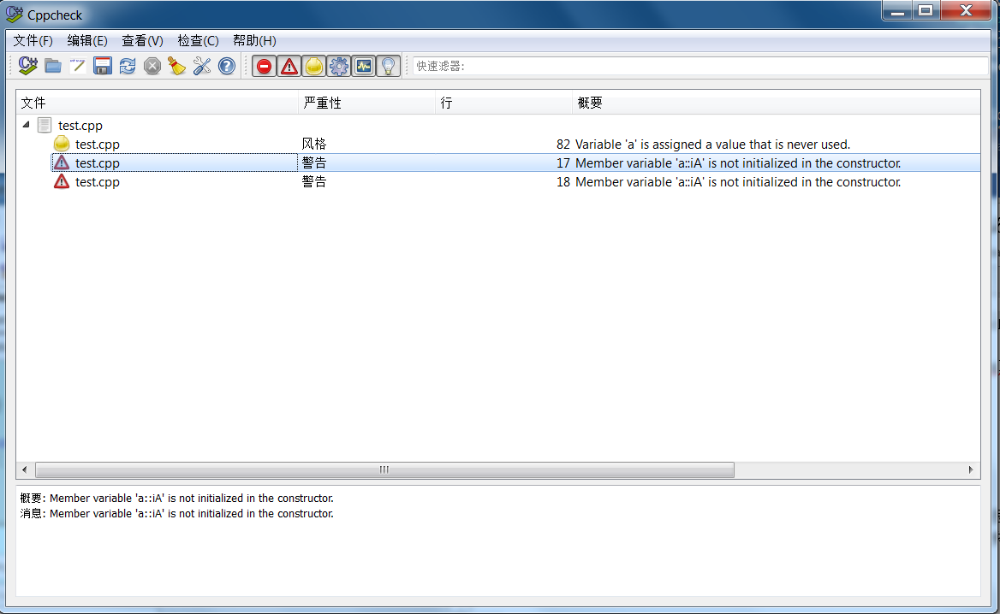 Cppcheck
文件(F) 编辑(E) 查看(V) 检查(C) 帮助(H)
快速滤器:
文件 严重性 行 概要
test.cpp
test.cpp 风格 82 Variable 'a' is assigned a value that is never used.
test.cpp 警告 17 Member variable 'a::iA' is not initialized in the constructor.
test.cpp 警告 18 Member variable 'a::iA' is not initialized in the constructor.
概要: Member variable 'a::iA' is not initialized in the constructor.
消息: Member variable 'a::iA' is not initialized in the constructor.